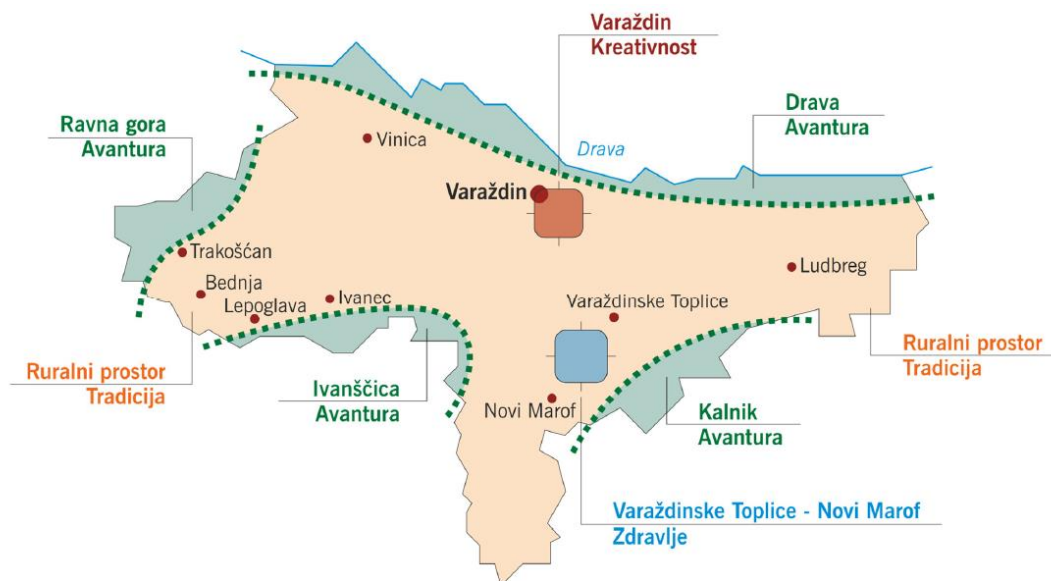 Varaždin
Kreativnost
Ravna gora
Avantura
Drava
Avantura
Vinica
Drava
Varaždin
Trakošćan
Bednja
Lepoglava
Ivanec
Ludbreg
Varaždinske Toplice
Ruralni prostor
Tradicija
Ivanščica
Avantura
Novi Marof
Kalnik
Avantura
Ruralni prostor
Tradicija
Varaždinske Toplice - Novi Marof
Zdravlje